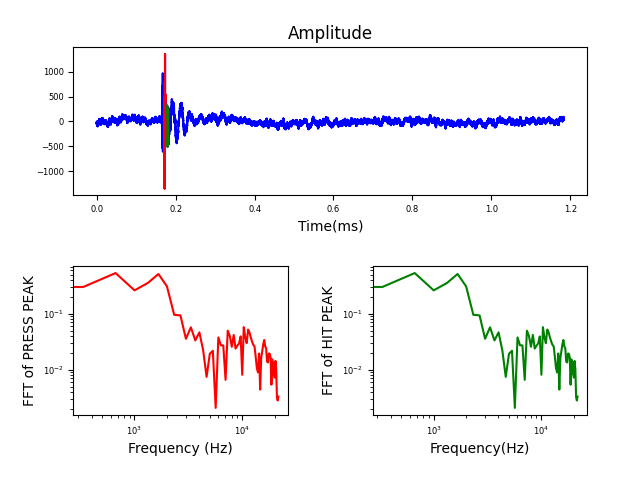 Amplitude
1000
500
0
−500
−1000
0.0 0.2 0.4 0.6 0.8 1.0 1.2
Time(ms)
FFT of PRESS PEAK
10⁻¹
10⁻²
10³ 10⁴
Frequency (Hz)
FFT of HIT PEAK
10⁻¹
10⁻²
10³ 10⁴
Frequency(Hz)